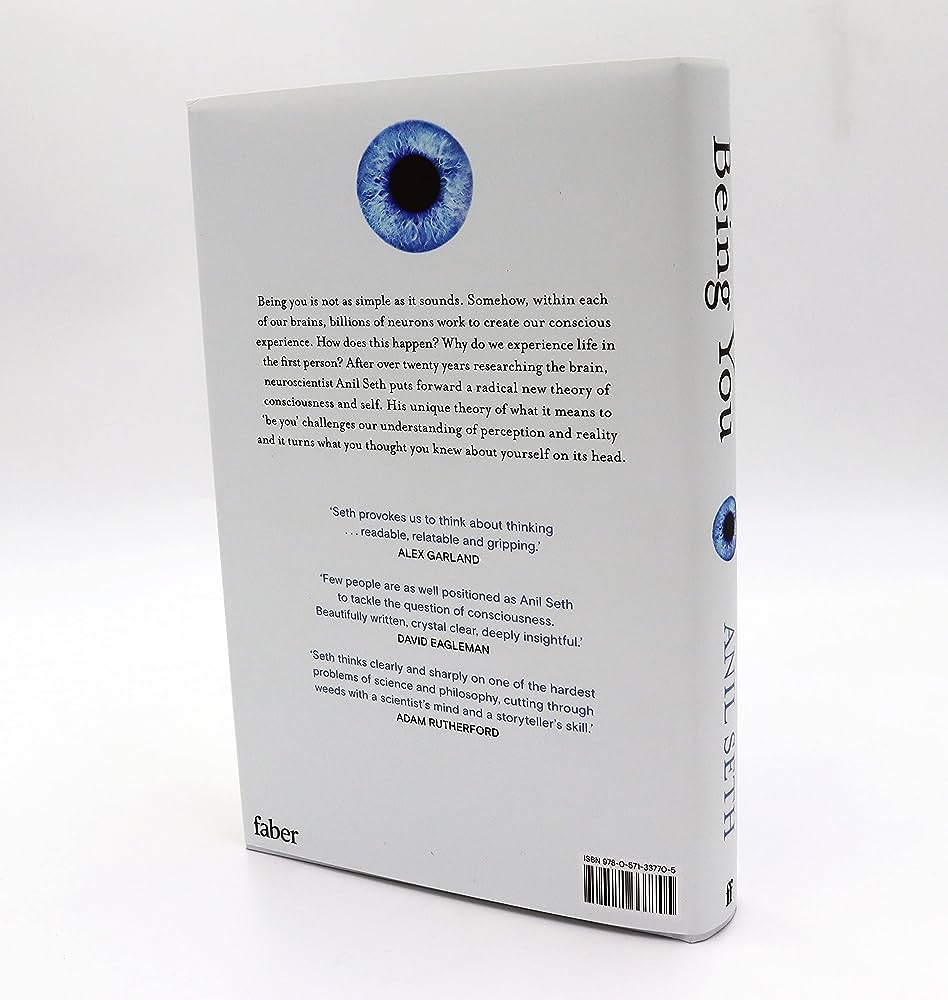 Being you is not as simple as it sounds. Somehow, within each
of our brains, billions of neurons work to create our conscious
experience. How does this happen? Why do we experience life in
the first person? After over twenty years researching the brain,
neuroscientist Anil Seth puts forward a radical new theory of
consciousness and self. His unique theory of what it means to
‘be you’ challenges our understanding of perception and reality
and it turns what you thought you knew about yourself on its head.
‘Seth provokes us to think about thinking
...readable, relatable and gripping.’
ALEX GARLAND
‘Few people are as well positioned as Anil Seth
to tackle the question of consciousness.
Beautifully written, crystal clear, deeply insightful.’
DAVID EAGLEMAN
‘Seth thinks clearly and sharply on one of the hardest
problems of science and philosophy, cutting through
weeds with a scientist’s mind and a storyteller’s skill.’
ADAM RUTHERFORD
faber
ISBN 978-0-571-33770-5
Being You
ANIL SETH
ff